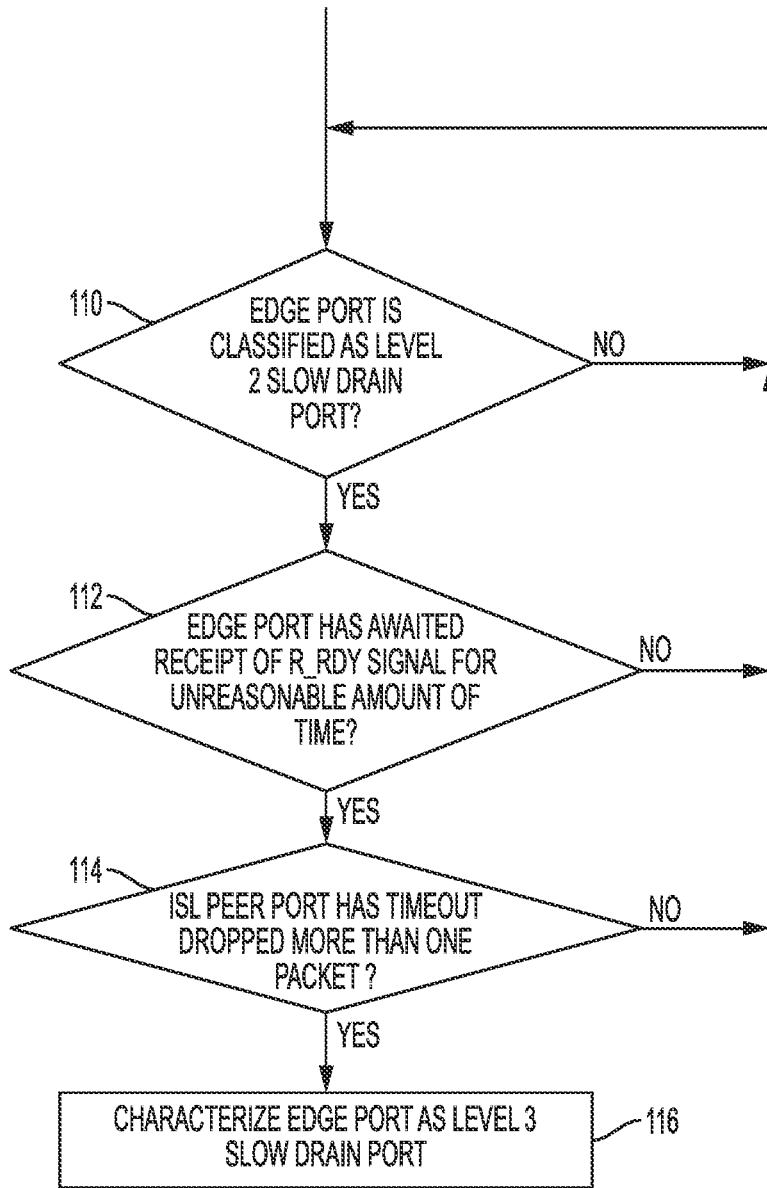 110
EDGE PORT IS
CLASSIFIED AS LEVEL
2 SLOW DRAIN
PORT?
NO
YES
112
EDGE PORT HAS AWAITED
RECEIPT OF R_RDY SIGNAL FOR
UNREASONABLE AMOUNT OF
TIME?
NO
YES
114
ISL PEER PORT HAS TIMEOUT
DROPPED MORE THAN ONE
PACKET ?
NO
YES
CHARACTERIZE EDGE PORT AS LEVEL 3
SLOW DRAIN PORT
116